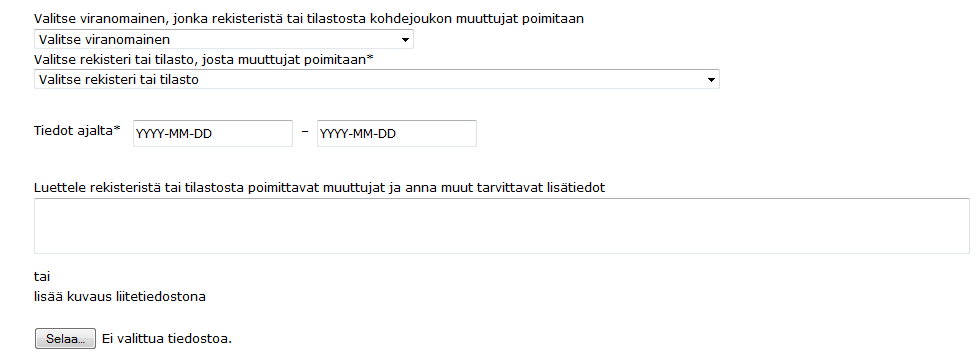 Valitse viranomainen, jonka rekisteristä tai tilastosta kohdejoukon muuttujat poimitaan
Valitse viranomainen
Valitse rekisteri tai tilasto, josta muuttujat poimitaan*
Valitse rekisteri tai tilasto
Tiedot ajalta* YYYY-MM-DD – YYYY-MM-DD
Luettele rekisteristä tai tilastosta poimittavat muuttujat ja anna muut tarvittavat lisätiedot
tai
lisää kuvaus liitetiedostona
Selaa... Ei valittua tiedostoa.